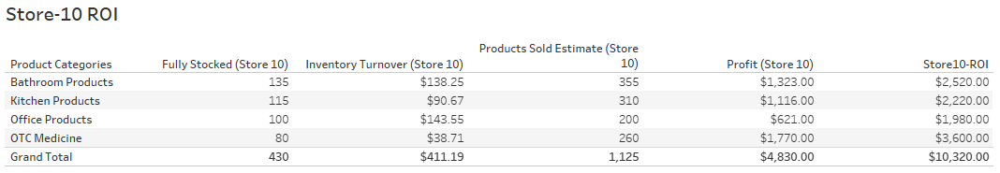 Store-10 ROI
Products Sold Estimate (Store
Product Categories Fully Stocked (Store 10) Inventory Turnover (Store 10) 10) Profit (Store 10) Store10-ROI
Bathroom Products 135 $138.25 355 $1,323.00 $2,520.00
Kitchen Products 115 $90.67 310 $1,116.00 $2,220.00
Office Products 100 $143.55 200 $621.00 $1,980.00
OTC Medicine 80 $38.71 260 $1,770.00 $3,600.00
Grand Total 430 $411.19 1,125 $4,830.00 $10,320.00